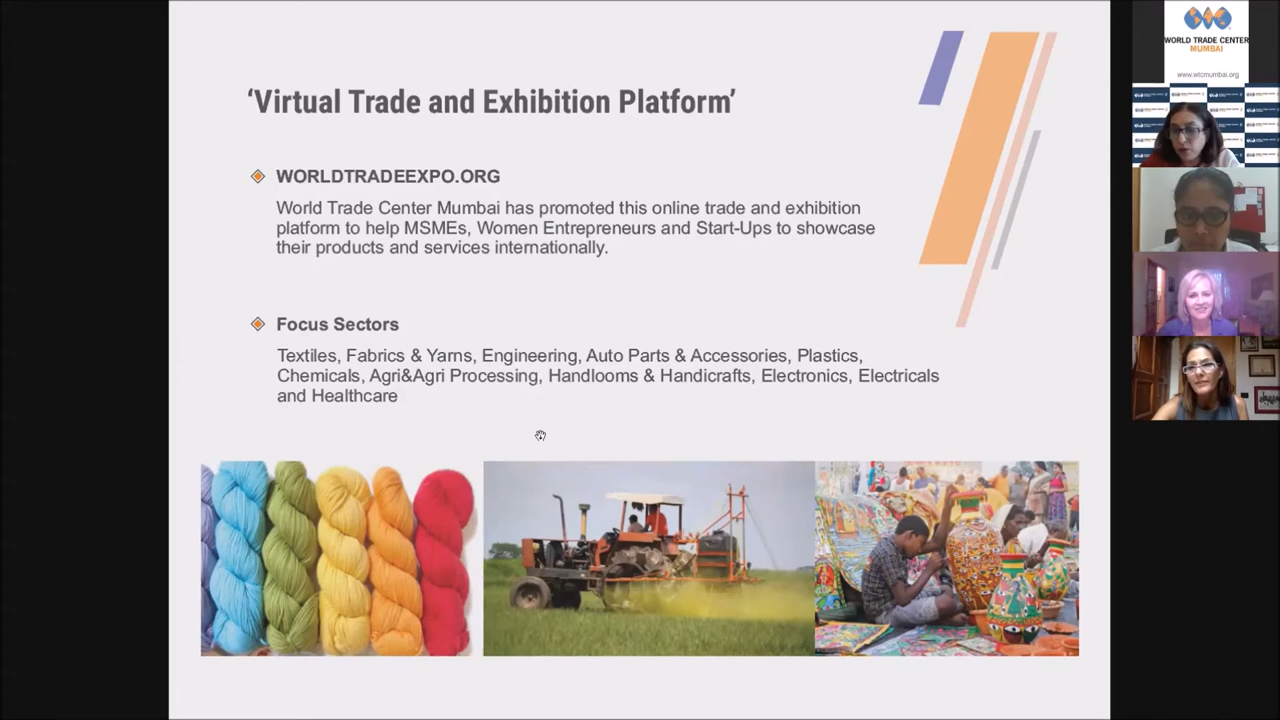 ‘Virtual Trade and Exhibition Platform’
WORLDTRADEEXPO.ORG
World Trade Center Mumbai has promoted this online trade and exhibition
platform to help MSMEs, Women Entrepreneurs and Start-Ups to showcase
their products and services internationally.
Focus Sectors
Textiles, Fabrics & Yarns, Engineering, Auto Parts & Accessories, Plastics,
Chemicals, Agri&Agri Processing, Handlooms & Handicrafts, Electronics, Electricals
and Healthcare
WORLD TRADE CENTER
MUMBAI
www.wtcmumbai.org